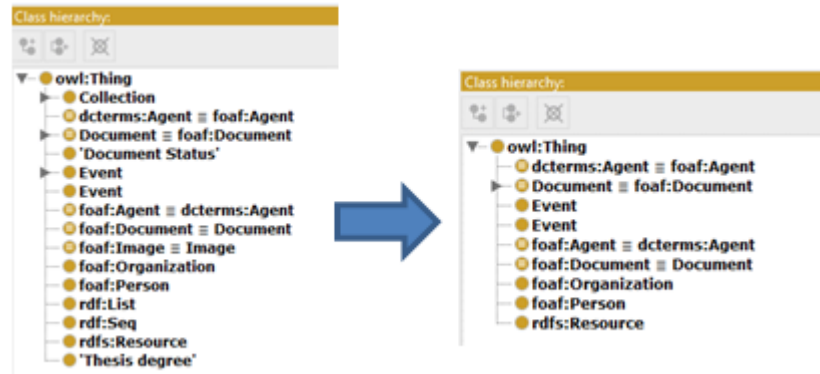 Class hierarchy:
owl:Thing
Collection
dcterms:Agent ≡ foaf:Agent
Document ≡ foaf:Document
'Document Status'
Event
Event
foaf:Agent ≡ dcterms:Agent
foaf:Document ≡ Document
foaf:Image ≡ Image
foaf:Organization
foaf:Person
rdf:List
rdf:Seq
rdfs:Resource
'Thesis degree'
Class hierarchy:
owl:Thing
dcterms:Agent ≡ foaf:Agent
Document ≡ foaf:Document
Event
Event
foaf:Agent ≡ dcterms:Agent
foaf:Document ≡ Document
foaf:Organization
foaf:Person
rdfs:Resource